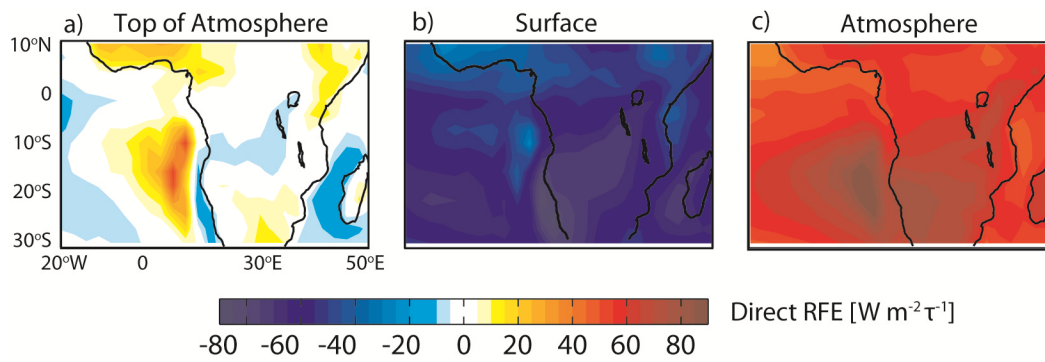 a) Top of Atmosphere
b) Surface
c) Atmosphere
10°N
0
10°S
20°S
30°S
20°W 0 30°E 50°E
-80 -60 -40 -20 0 20 40 60 80
Direct RFE [W m⁻² τ⁻¹]